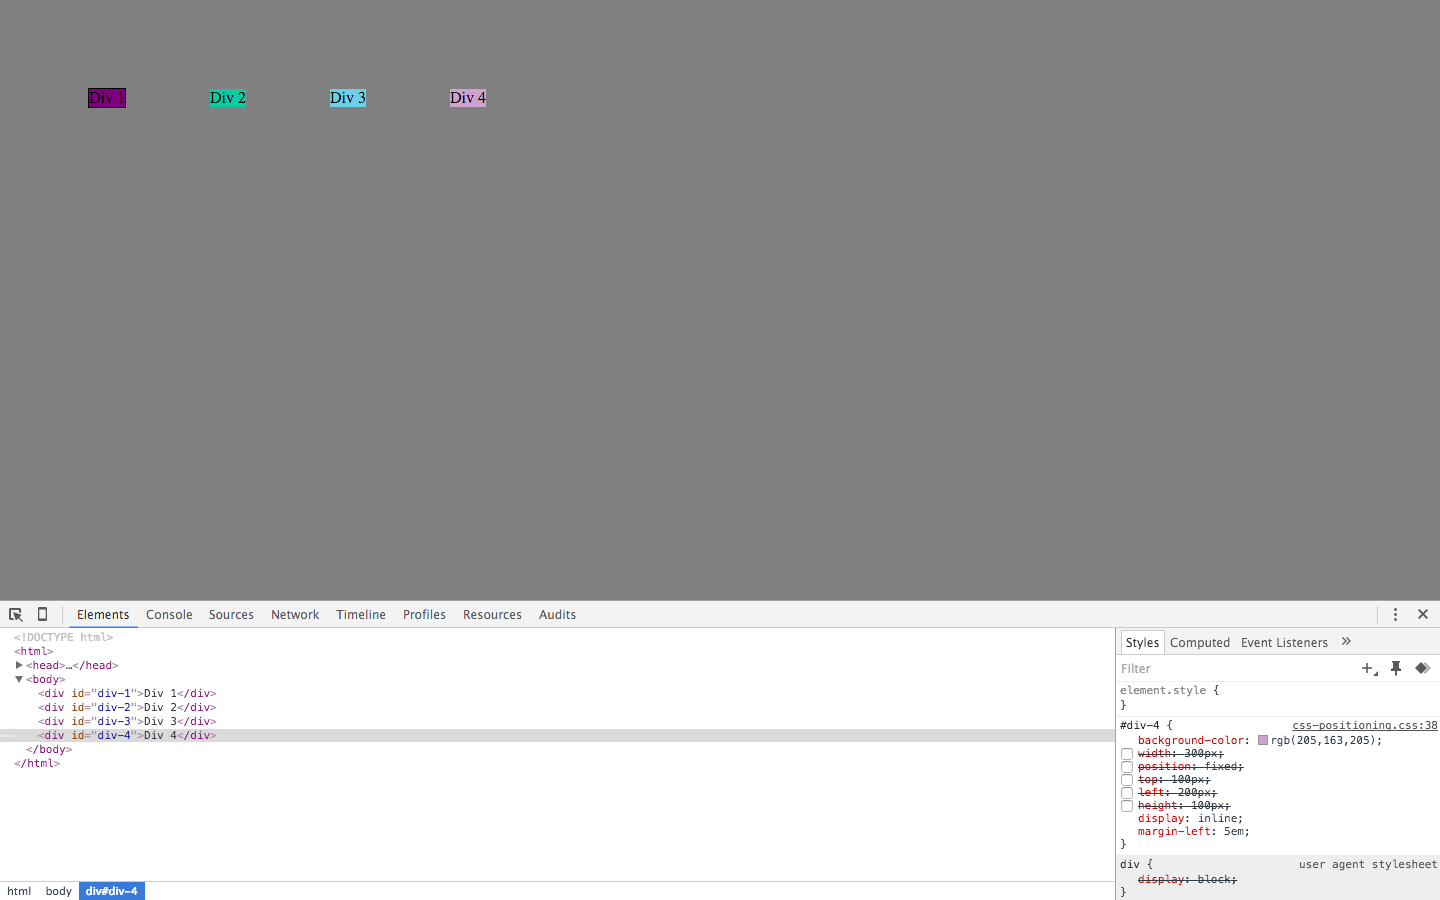 Div 1 Div 2 Div 3 Div 4
Elements Console Sources Network Timeline Profiles Resources Audits
<!DOCTYPE html>
<html>
<head>…</head>
<body>
<div id="div-1">Div 1</div>
<div id="div-2">Div 2</div>
<div id="div-3">Div 3</div>
<div id="div-4">Div 4</div>
</body>
</html>
html body div#div-4
Styles Computed Event Listeners »
Filter
element.style {
}
#div-4 { css-positioning.css:38
background-color: rgb(205,163,205);
width: 300px;
position: fixed;
top: 100px;
left: 200px;
height: 100px;
display: inline;
margin-left: 5em;
}
div { user agent stylesheet
display: block;
}